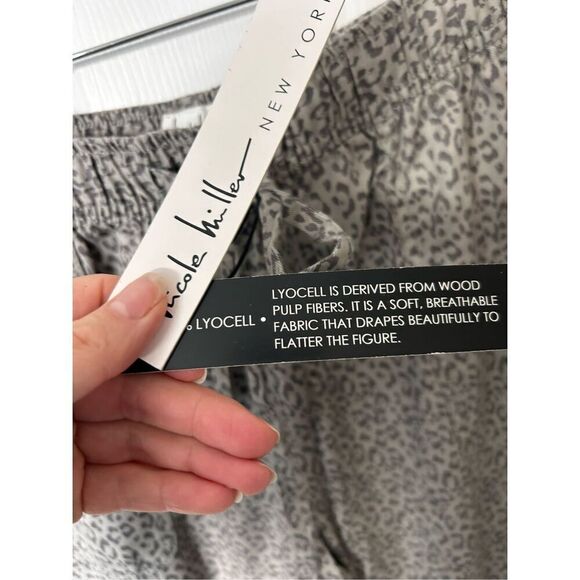 Nicole Miller NEW YORK
% LYOCELL •
LYOCELL IS DERIVED FROM WOOD
PULP FIBERS. IT IS A SOFT, BREATHABLE
FABRIC THAT DRAPES BEAUTIFULLY TO
FLATTER THE FIGURE.